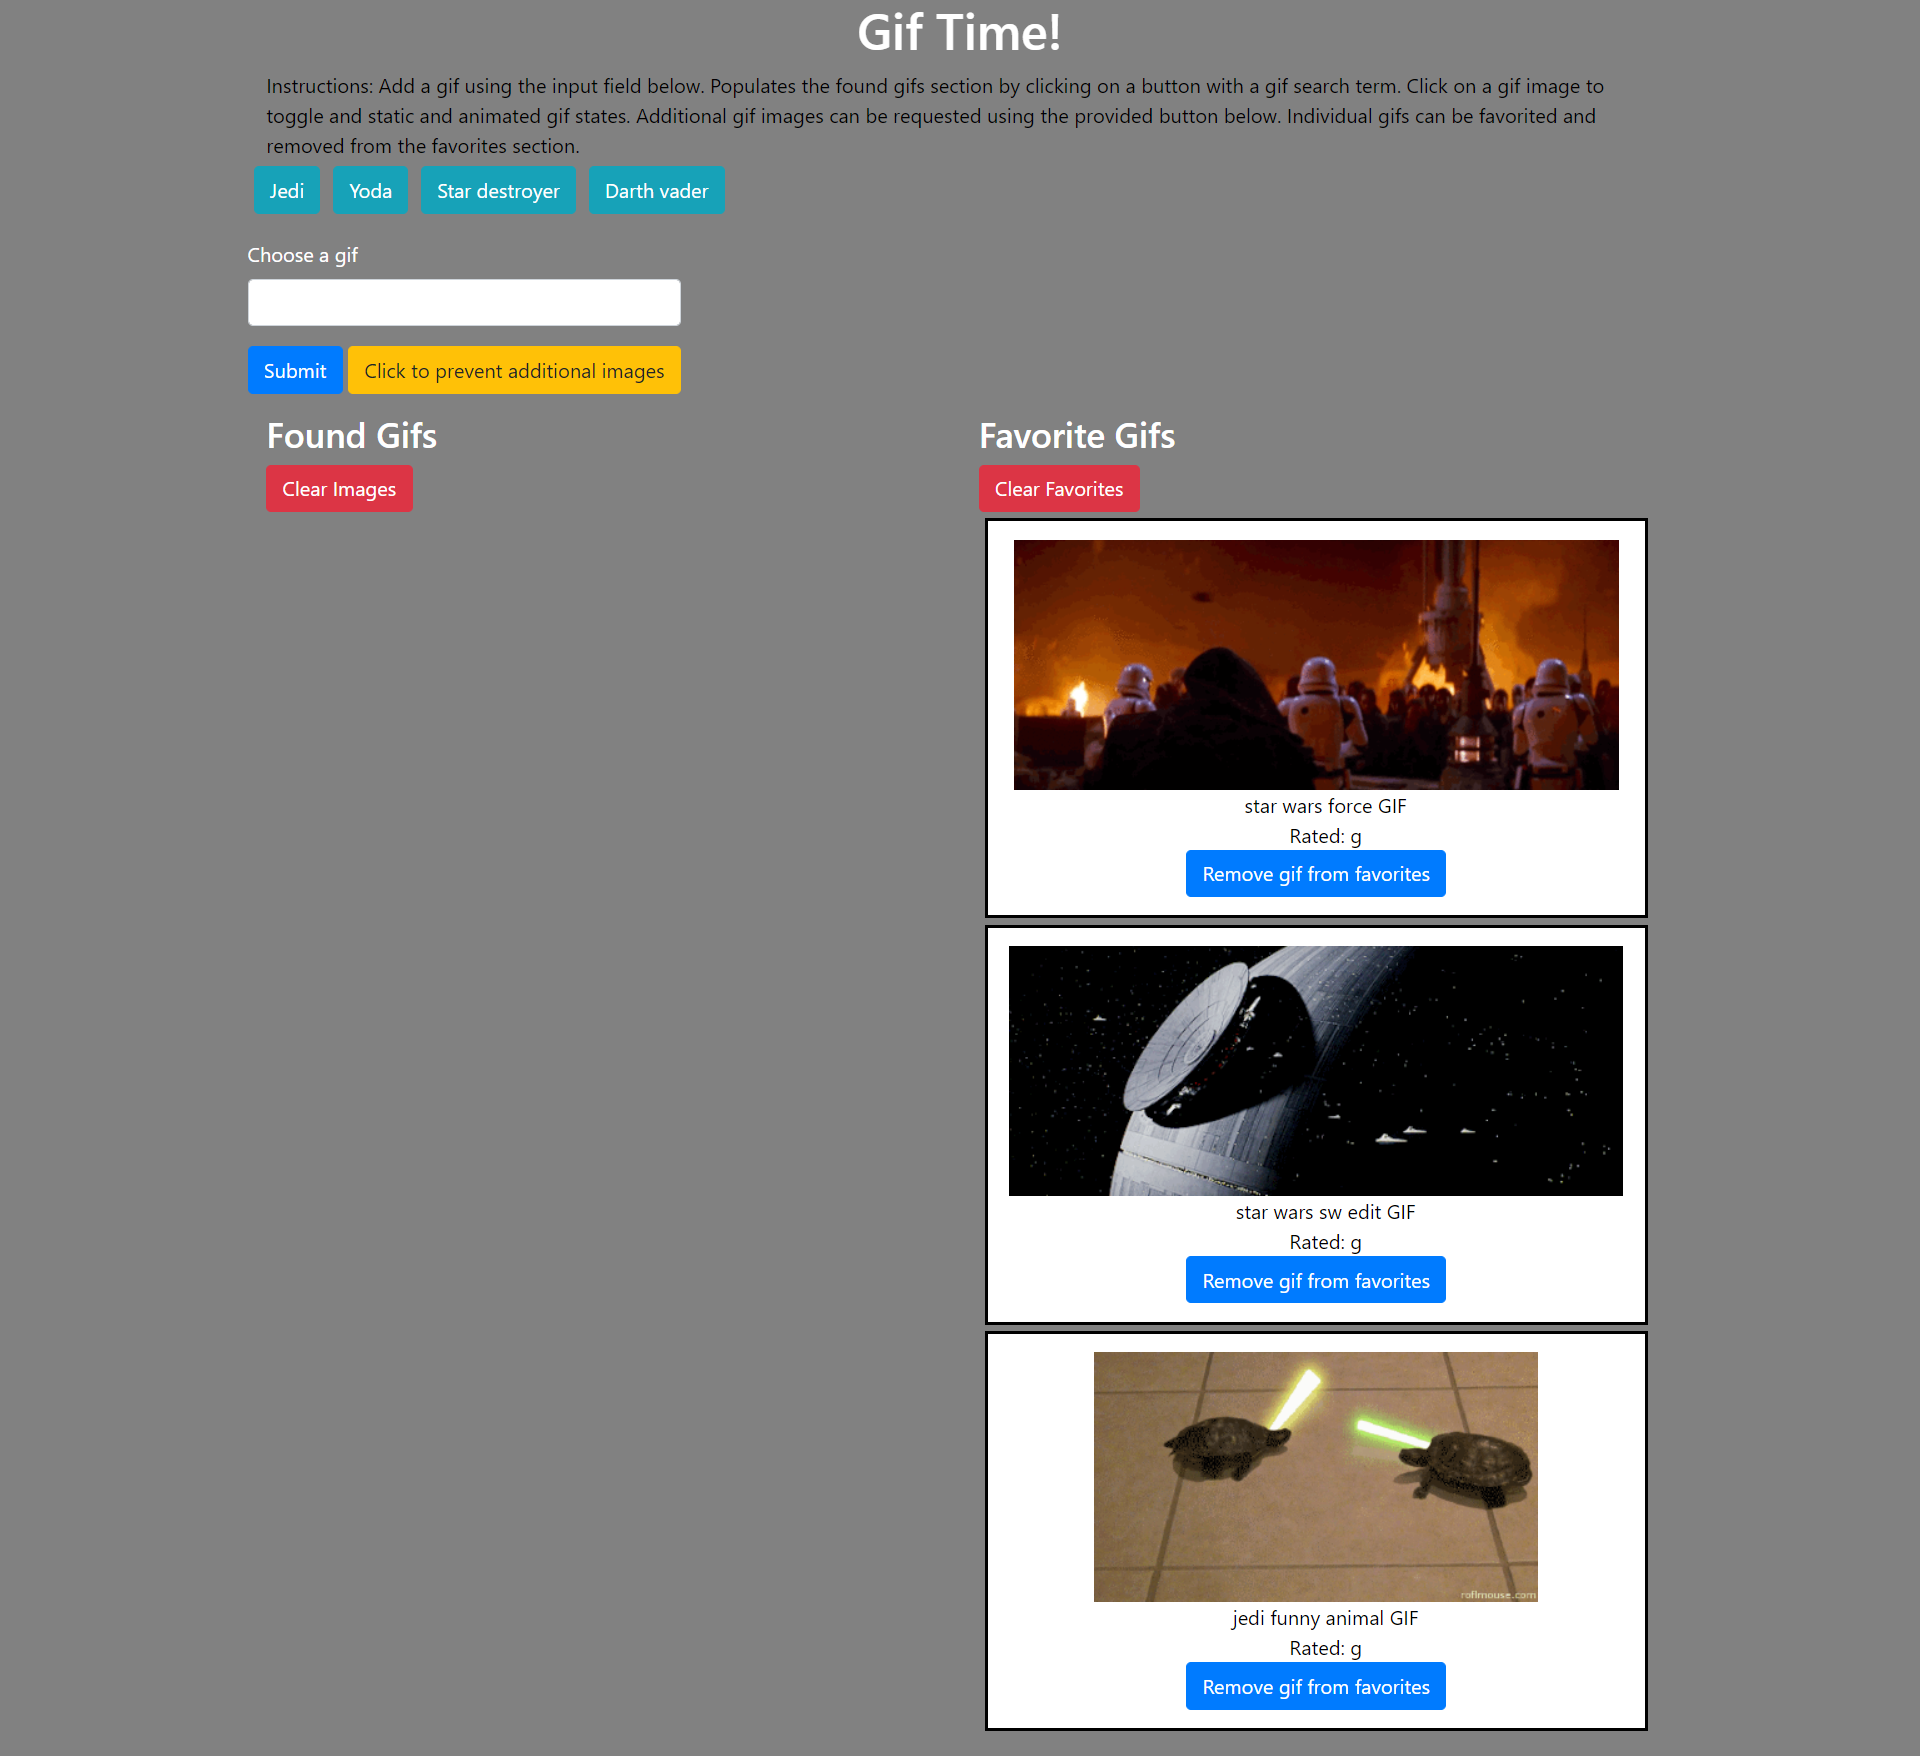 Gif Time!
Instructions: Add a gif using the input field below. Populates the found gifs section by clicking on a button with a gif search term. Click on a gif image to
toggle and static and animated gif states. Additional gif images can be requested using the provided button below. Individual gifs can be favorited and
removed from the favorites section.
Jedi Yoda Star destroyer Darth vader
Choose a gif
Submit Click to prevent additional images
Found Gifs
Clear Images
Favorite Gifs
Clear Favorites
star wars force GIF
Rated: g
Remove gif from favorites
star wars sw edit GIF
Rated: g
Remove gif from favorites
roflmouse.com
jedi funny animal GIF
Rated: g
Remove gif from favorites